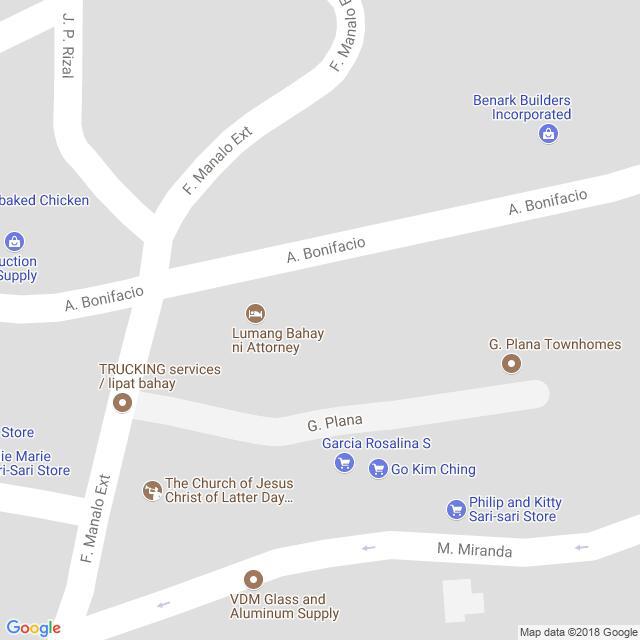 J. P. Rizal
F. Manalo E
Benark Builders
Incorporated
F. Manalo Ext
baked Chicken
A. Bonifacio
A. Bonifacio
uction
Supply
A. Bonifacio
Lumang Bahay
ni Attorney
G. Plana Townhomes
TRUCKING services
/ lipat bahay
G. Plana
Store
Garcia Rosalina S
ie Marie
ri-Sari Store
Go Kim Ching
The Church of Jesus
Christ of Latter Day...
Philip and Kitty
Sari-sari Store
F. Manalo Ext
M. Miranda
VDM Glass and
Aluminum Supply
Google
Map data ©2018 Google